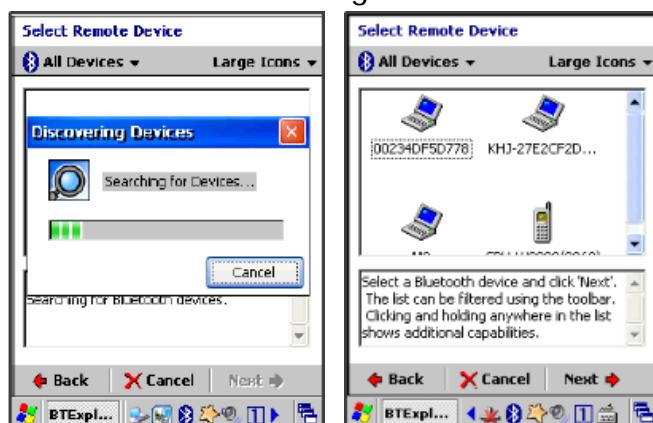 Select Remote Device
All Devices
Large Icons
Discovering Devices
Searching for Devices...
Cancel
Searching for Bluetooth devices.
Back
Cancel
Next
BTExpl...
Select Remote Device
All Devices
Large Icons
00234DF5D778
KHJ-27E2CF2D...
Select a Bluetooth device and click 'Next'.
The list can be filtered using the toolbar.
Clicking and holding anywhere in the list
shows additional capabilities.
Back
Cancel
Next
BTExpl...